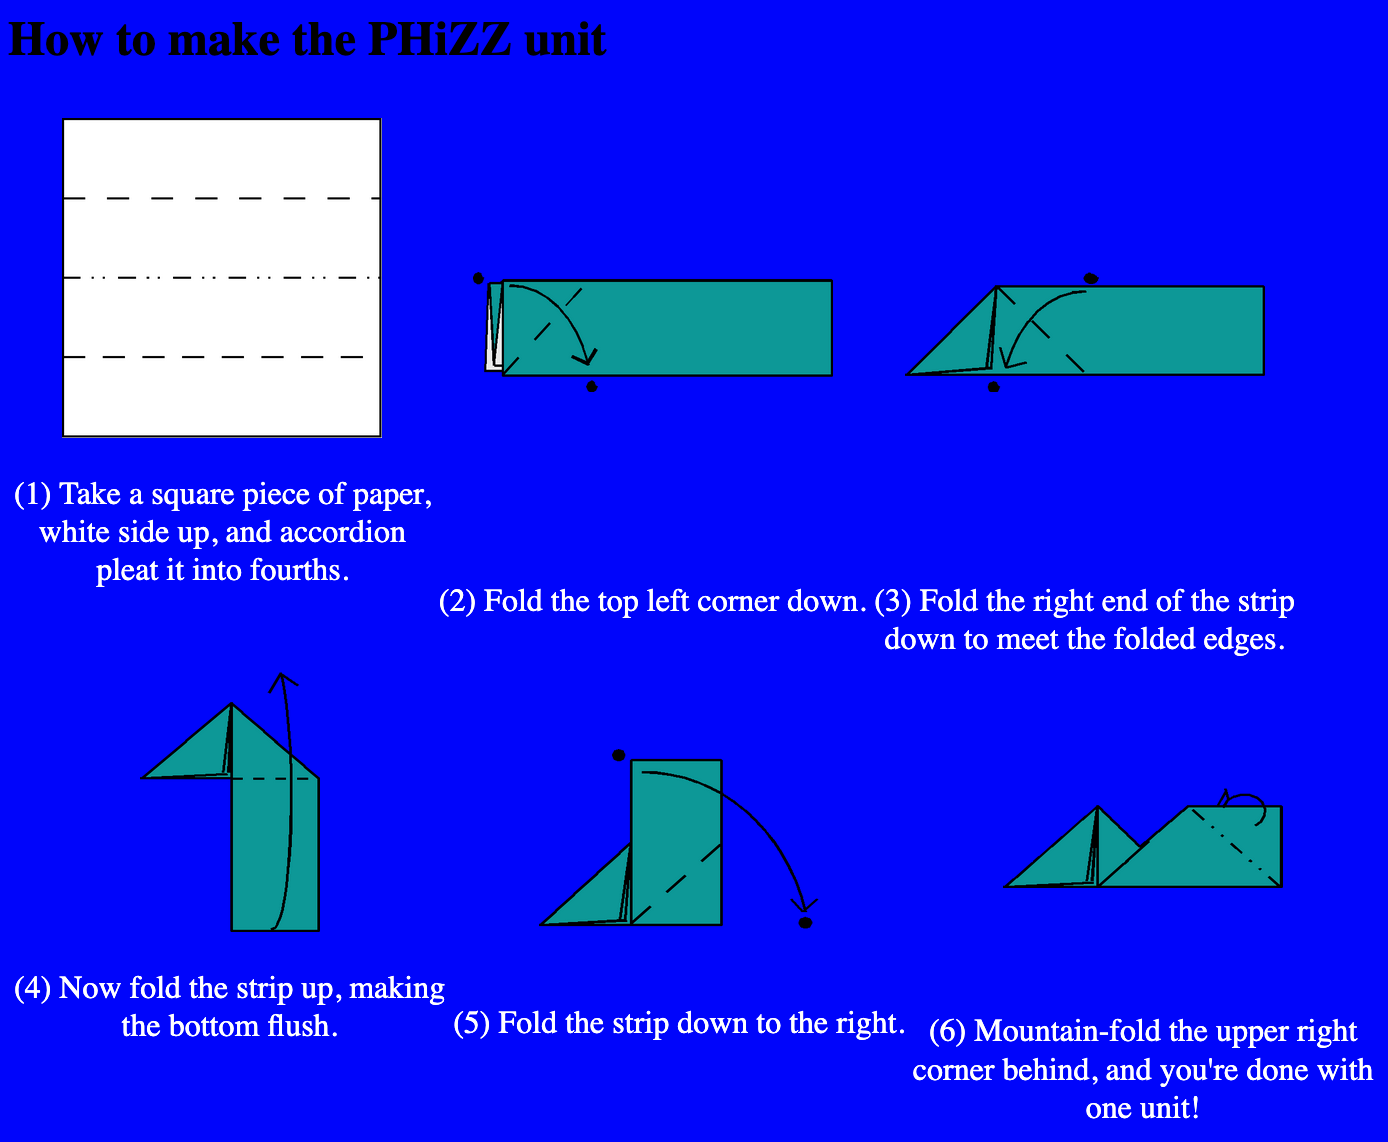 How to make the PHiZZ unit
(1) Take a square piece of paper,
white side up, and accordion
pleat it into fourths.
(2) Fold the top left corner down.
(3) Fold the right end of the strip
down to meet the folded edges.
(4) Now fold the strip up, making
the bottom flush.
(5) Fold the strip down to the right.
(6) Mountain-fold the upper right
corner behind, and you're done with
one unit!